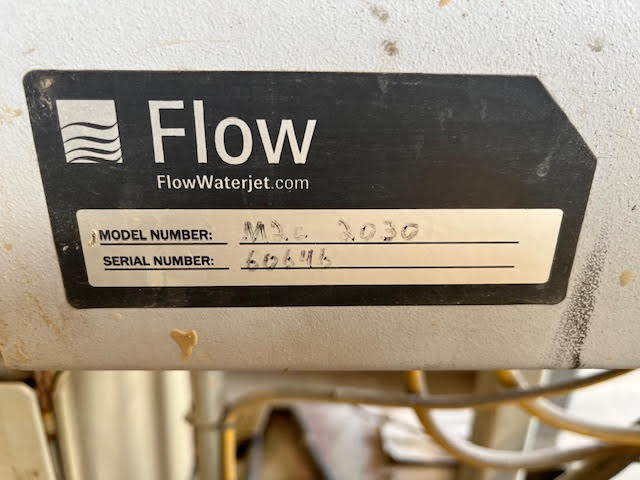 Flow
FlowWaterjet.com
MODEL NUMBER: M2c 2030
SERIAL NUMBER: 60646